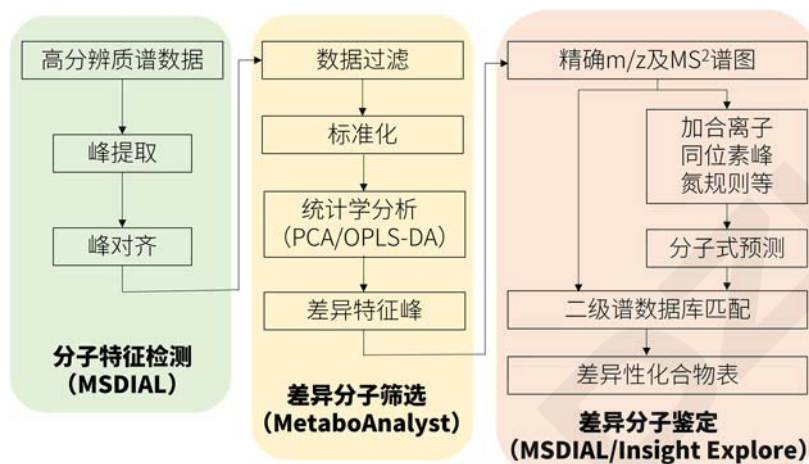 高分辨质谱数据
峰提取
峰对齐
分子特征检测
(MSDIAL)
数据过滤
标准化
统计学分析
（PCA/OPLS-DA）
差异特征峰
差异分子筛选
(MetaboAnalyst)
精确m/z及MS²谱图
加合离子
同位素峰
氮规则等
分子式预测
二级谱数据库匹配
差异性化合物表
差异分子鉴定
(MSDIAL/Insight Explore)